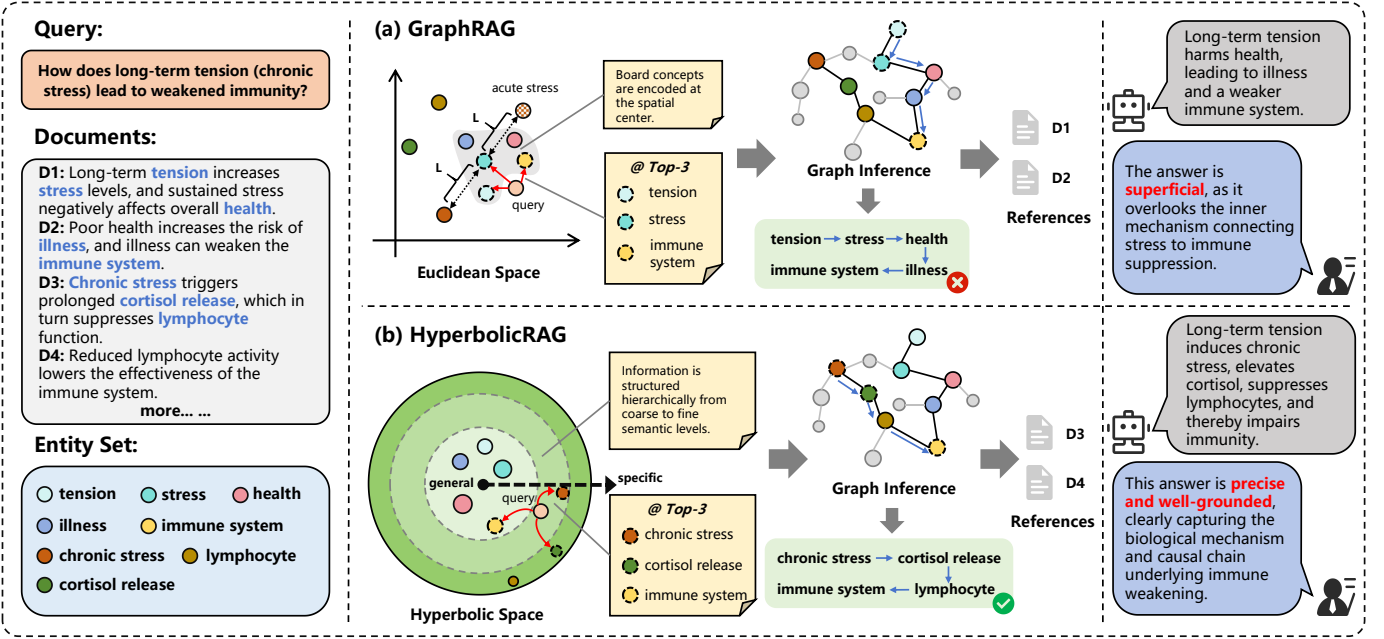 Query:
How does long-term tension (chronic
stress) lead to weakened immunity?
Documents:
D1: Long-term tension increases
stress levels, and sustained stress
negatively affects overall health.
D2: Poor health increases the risk of
illness, and illness can weaken the
immune system.
D3: Chronic stress triggers
prolonged cortisol release, which in
turn suppresses lymphocyte
function.
D4: Reduced lymphocyte activity
lowers the effectiveness of the
immune system.
more... ...
Entity Set:
tension
stress
health
illness
immune system
chronic stress
lymphocyte
cortisol release
(a) GraphRAG
acute stress
L
L
query
Euclidean Space
Board concepts
are encoded at
the spatial
center.
@ Top-3
tension
stress
immune
system
Graph Inference
tension
stress
health
immune system
illness
D1
D2
References
Long-term tension
harms health,
leading to illness
and a weaker
immune system.
The answer is
superficial, as it
overlooks the inner
mechanism connecting
stress to immune
suppression.
(b) HyperbolicRAG
general
specific
query
Hyperbolic Space
Information is
structured
hierarchically from
coarse to fine
semantic levels.
@ Top-3
chronic stress
cortisol release
immune system
Graph Inference
chronic stress
cortisol release
immune system
lymphocyte
D3
D4
References
Long-term tension
induces chronic
stress, elevates
cortisol, suppresses
lymphocytes, and
thereby impairs
immunity.
This answer is precise
and well-grounded,
clearly capturing the
biological mechanism
and causal chain
underlying immune
weakening.